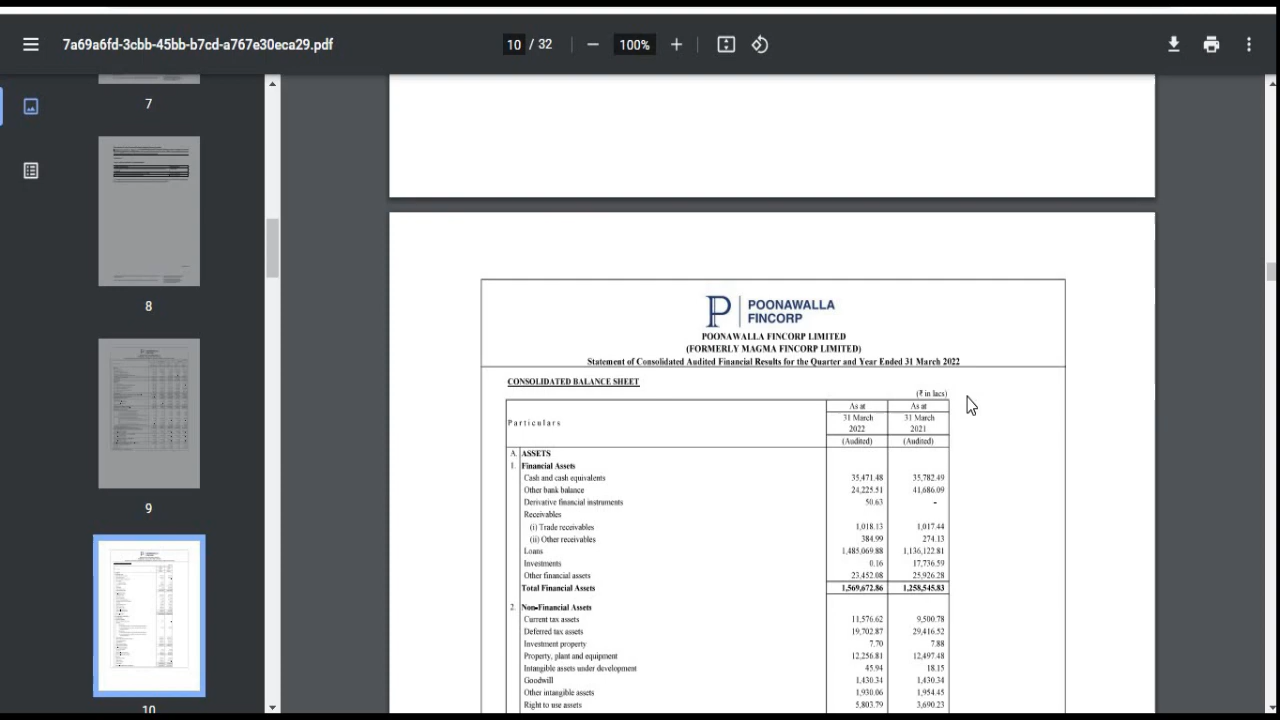 7a69a6fd-3cbb-45bb-b7cd-a767e30eca29.pdf 10 / 32 100%
7
8
9
10
P POONAWALLA FINCORP
POONAWALLA FINCORP LIMITED
(FORMERLY MAGMA FINCORP LIMITED)
Statement of Consolidated Audited Financial Results for the Quarter and Year Ended 31 March 2022
CONSOLIDATED BALANCE SHEET
(₹ in lacs)
Particulars As at 31 March 2022 (Audited) As at 31 March 2021 (Audited)
A. ASSETS
1. Financial Assets
Cash and cash equivalents 35,471.48 35,782.49
Other bank balance 24,225.51 41,686.09
Derivative financial instruments 50.63 -
Receivables
(i) Trade receivables 1,018.13 1,017.44
(ii) Other receivables 384.99 274.13
Loans 1,485,069.88 1,136,122.81
Investments 0.16 17,736.59
Other financial assets 23,452.08 25,926.28
Total Financial Assets 1,569,672.86 1,258,545.83
2. Non-Financial Assets
Current tax assets 11,576.62 9,500.78
Deferred tax assets 19,702.87 29,416.52
Investment property 7.70 7.88
Property, plant and equipment 12,256.81 12,497.48
Intangible assets under development 45.94 18.15
Goodwill 1,430.34 1,430.34
Other intangible assets 1,930.06 1,954.45
Right to use assets 5,803.79 3,690.23